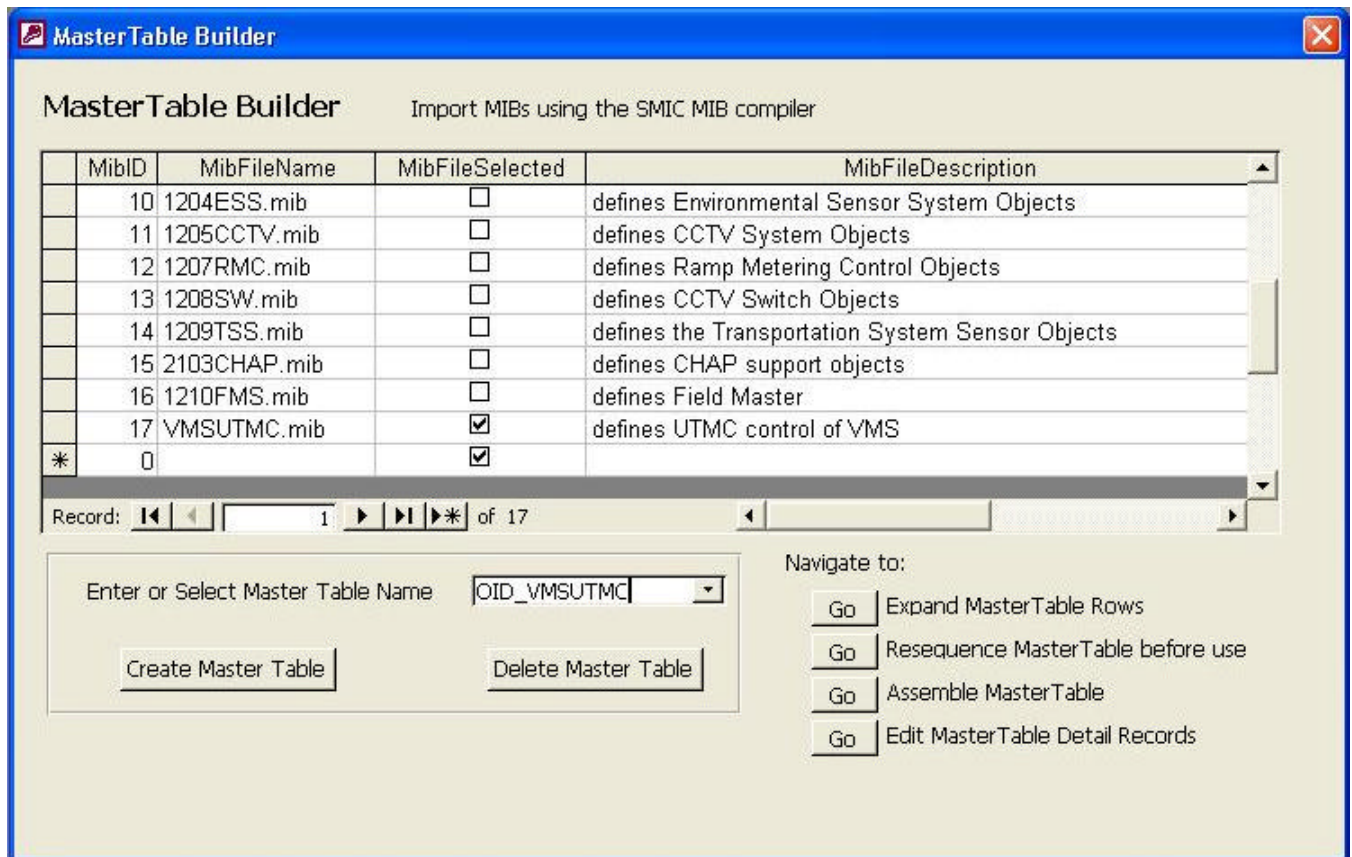 MasterTable Builder
MasterTable Builder Import MIBs using the SMIC MIB compiler
MibID MibFileName MibFileSelected MibFileDescription
10 1204ESS.mib defines Environmental Sensor System Objects
11 1205CCTV.mib defines CCTV System Objects
12 1207RMC.mib defines Ramp Metering Control Objects
13 1208SW.mib defines CCTV Switch Objects
14 1209TSS.mib defines the Transportation System Sensor Objects
15 2103CHAP.mib defines CHAP support objects
16 1210FMS.mib defines Field Master
17 VMSUTMC.mib defines UTMC control of VMS
0
Record: 1 of 17
Enter or Select Master Table Name OID_VMSUTMC
Create Master Table Delete Master Table
Navigate to:
Go Expand MasterTable Rows
Go Resequence MasterTable before use
Go Assemble MasterTable
Go Edit MasterTable Detail Records